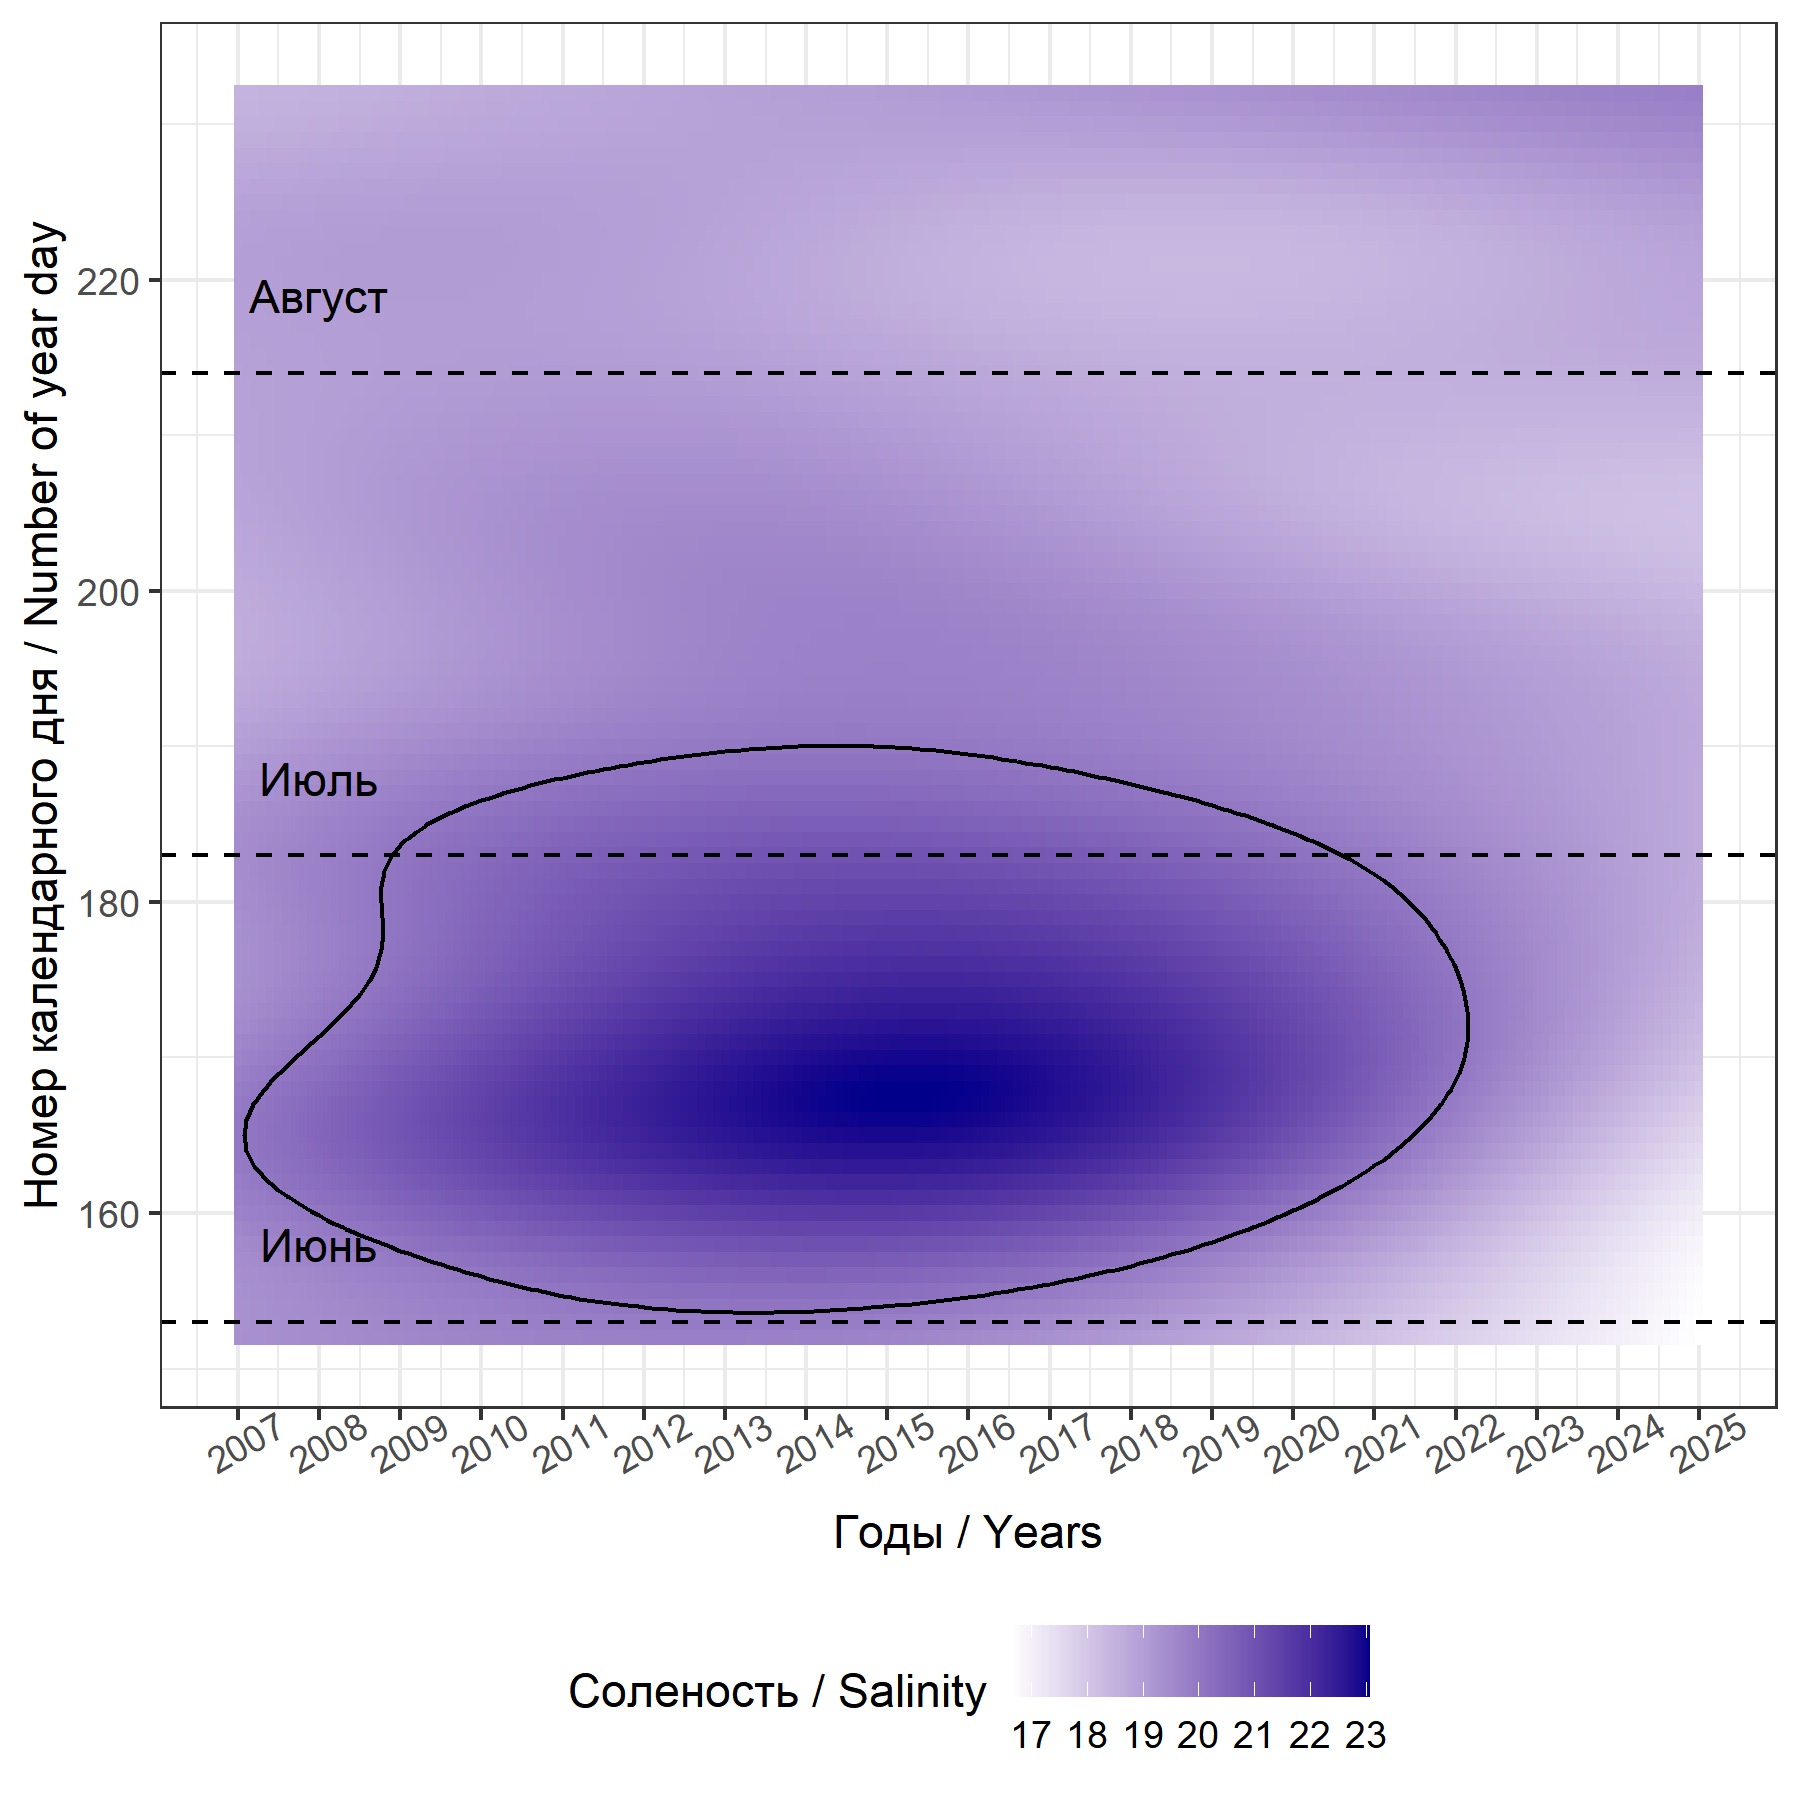 Номер календарного дня / Number of year day
220
200
180
160
Август
Июль
Июнь
2007 2008 2009 2010 2011 2012 2013 2014 2015 2016 2017 2018 2019 2020 2021 2022 2023 2024 2025
Годы / Years
Соленость / Salinity
17 18 19 20 21 22 23